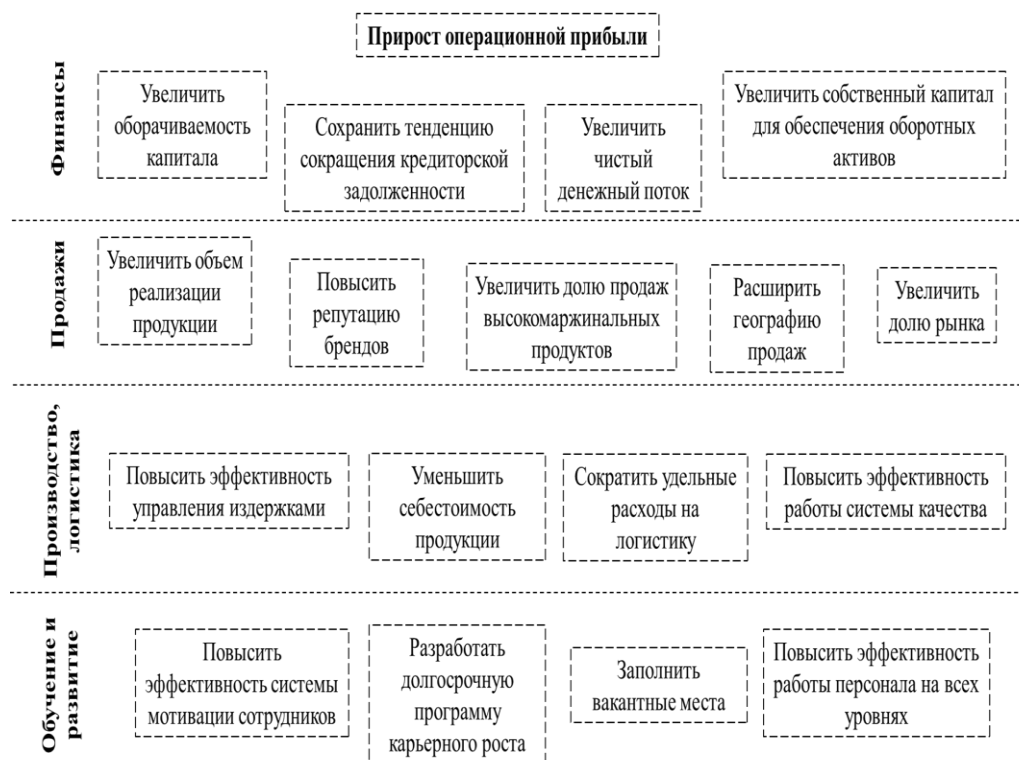 Прирост операционной прибыли
Финансы
Увеличить
оборачиваемость
капитала
Сохранить тенденцию
сокращения кредиторской
задолженности
Увеличить
чистый
денежный поток
Увеличить собственный капитал
для обеспечения оборотных
активов
Продажи
Увеличить объем
реализации
продукции
Повысить
репутацию
брендов
Увеличить долю продаж
высокомаржинальных
продуктов
Расширить
географию
продаж
Увеличить
долю рынка
Производство,
логистика
Повысить эффективность
управления издержками
Уменьшить
себестоимость
продукции
Сократить удельные
расходы на
логистику
Повысить эффективность
работы системы качества
Обучение и
развитие
Повысить
эффективность системы
мотивации сотрудников
Разработать
долгосрочную
программу
карьерного роста
Заполнить
вакантные места
Повысить эффективность
работы персонала на всех
уровнях